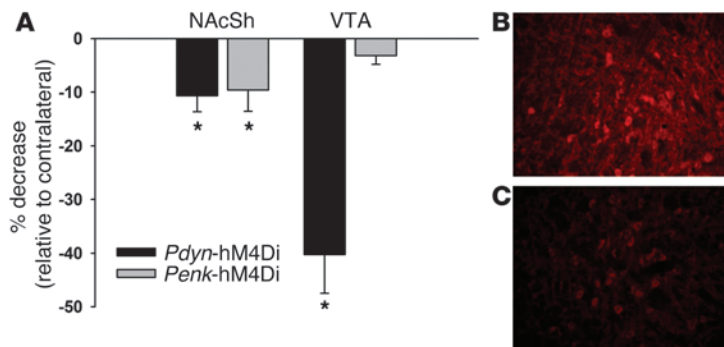 A
NAcSh VTA
% decrease
(relative to contralateral)
0
-10
-20
-30
-40
-50
* *
*
Pdyn-hM4Di
Penk-hM4Di
B
C